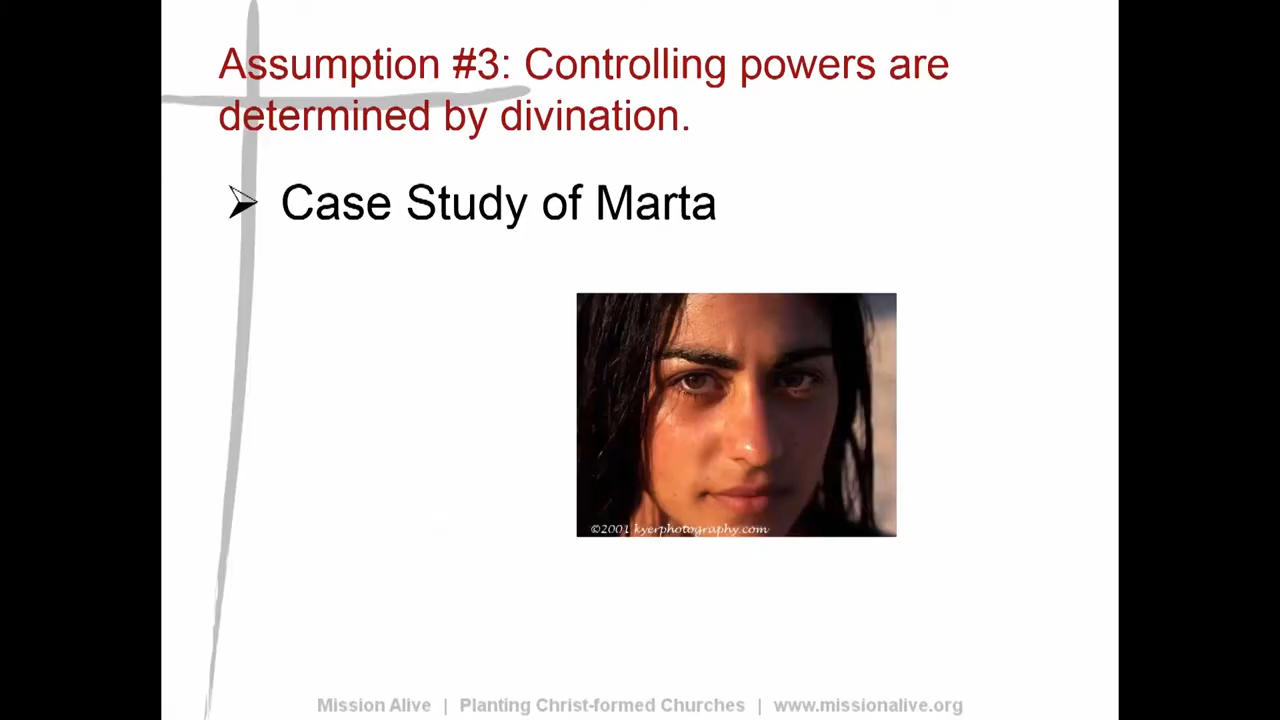 Assumption #3: Controlling powers are
determined by divination.
Case Study of Marta
©2001 kyerphotography.com
Mission Alive | Planting Christ-formed Churches | www.missionalive.org